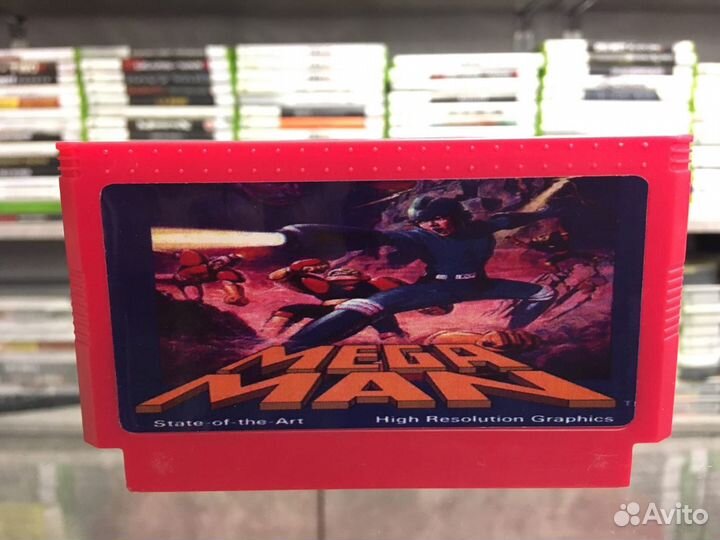 MEGA
MAN
TM
State-of-the-Art High Resolution Graphics
Avito